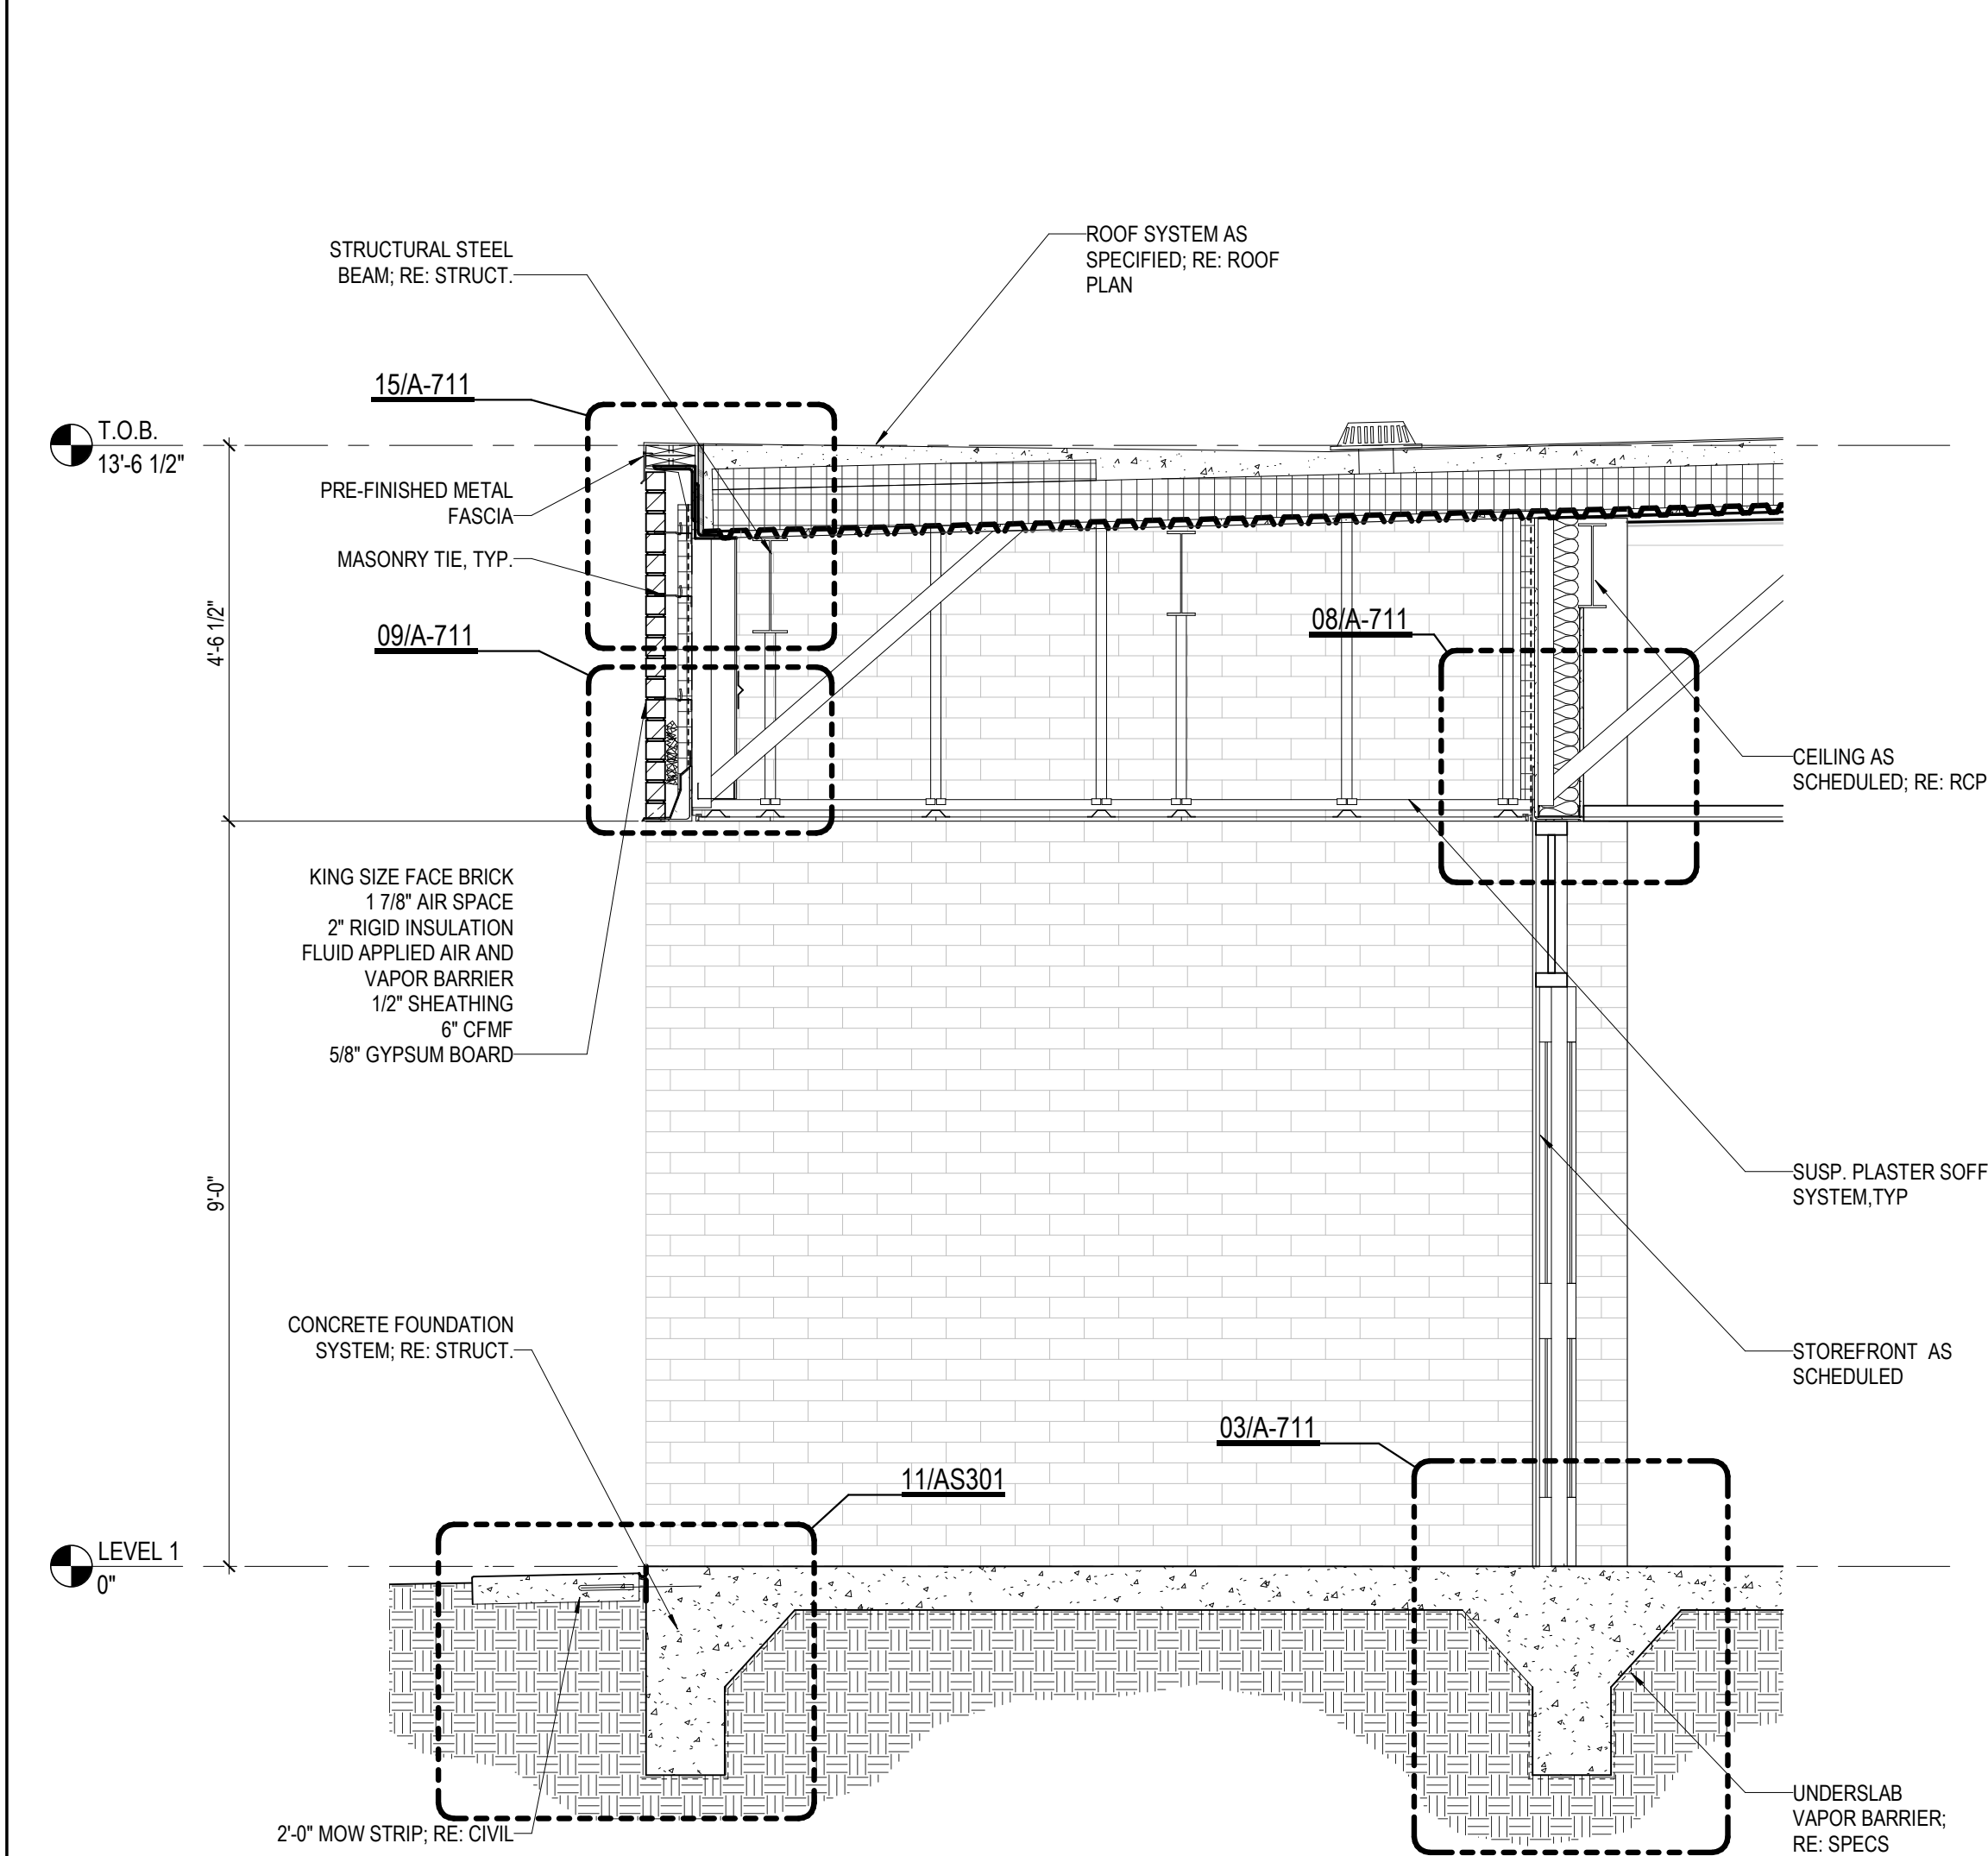 STRUCTURAL STEEL
BEAM; RE: STRUCT.
ROOF SYSTEM AS
SPECIFIED; RE: ROOF
PLAN
15/A-711
T.O.B.
13'-6 1/2"
PRE-FINISHED METAL
FASCIA
MASONRY TIE, TYP.
4'-6 1/2"
09/A-711
08/A-711
CEILING AS
SCHEDULED; RE: RCP
KING SIZE FACE BRICK
1 7/8" AIR SPACE
2" RIGID INSULATION
FLUID APPLIED AIR AND
VAPOR BARRIER
1/2" SHEATHING
6" CFMF
5/8" GYPSUM BOARD
9'-0"
SUSP. PLASTER SOFF
SYSTEM,TYP
CONCRETE FOUNDATION
SYSTEM; RE: STRUCT.
STOREFRONT AS
SCHEDULED
03/A-711
11/AS301
LEVEL 1
0"
2'-0" MOW STRIP; RE: CIVIL
UNDERSLAB
VAPOR BARRIER;
RE: SPECS